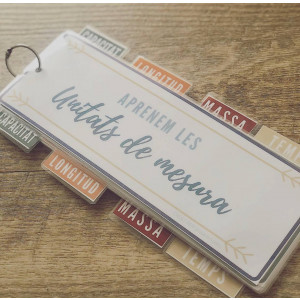 CAPACITAT
LONGITUD
MASSA
TEMPS
APRENEM LES
Unitats de mesura
CAPACITAT
LONGITUD
MASSA
TEMPS